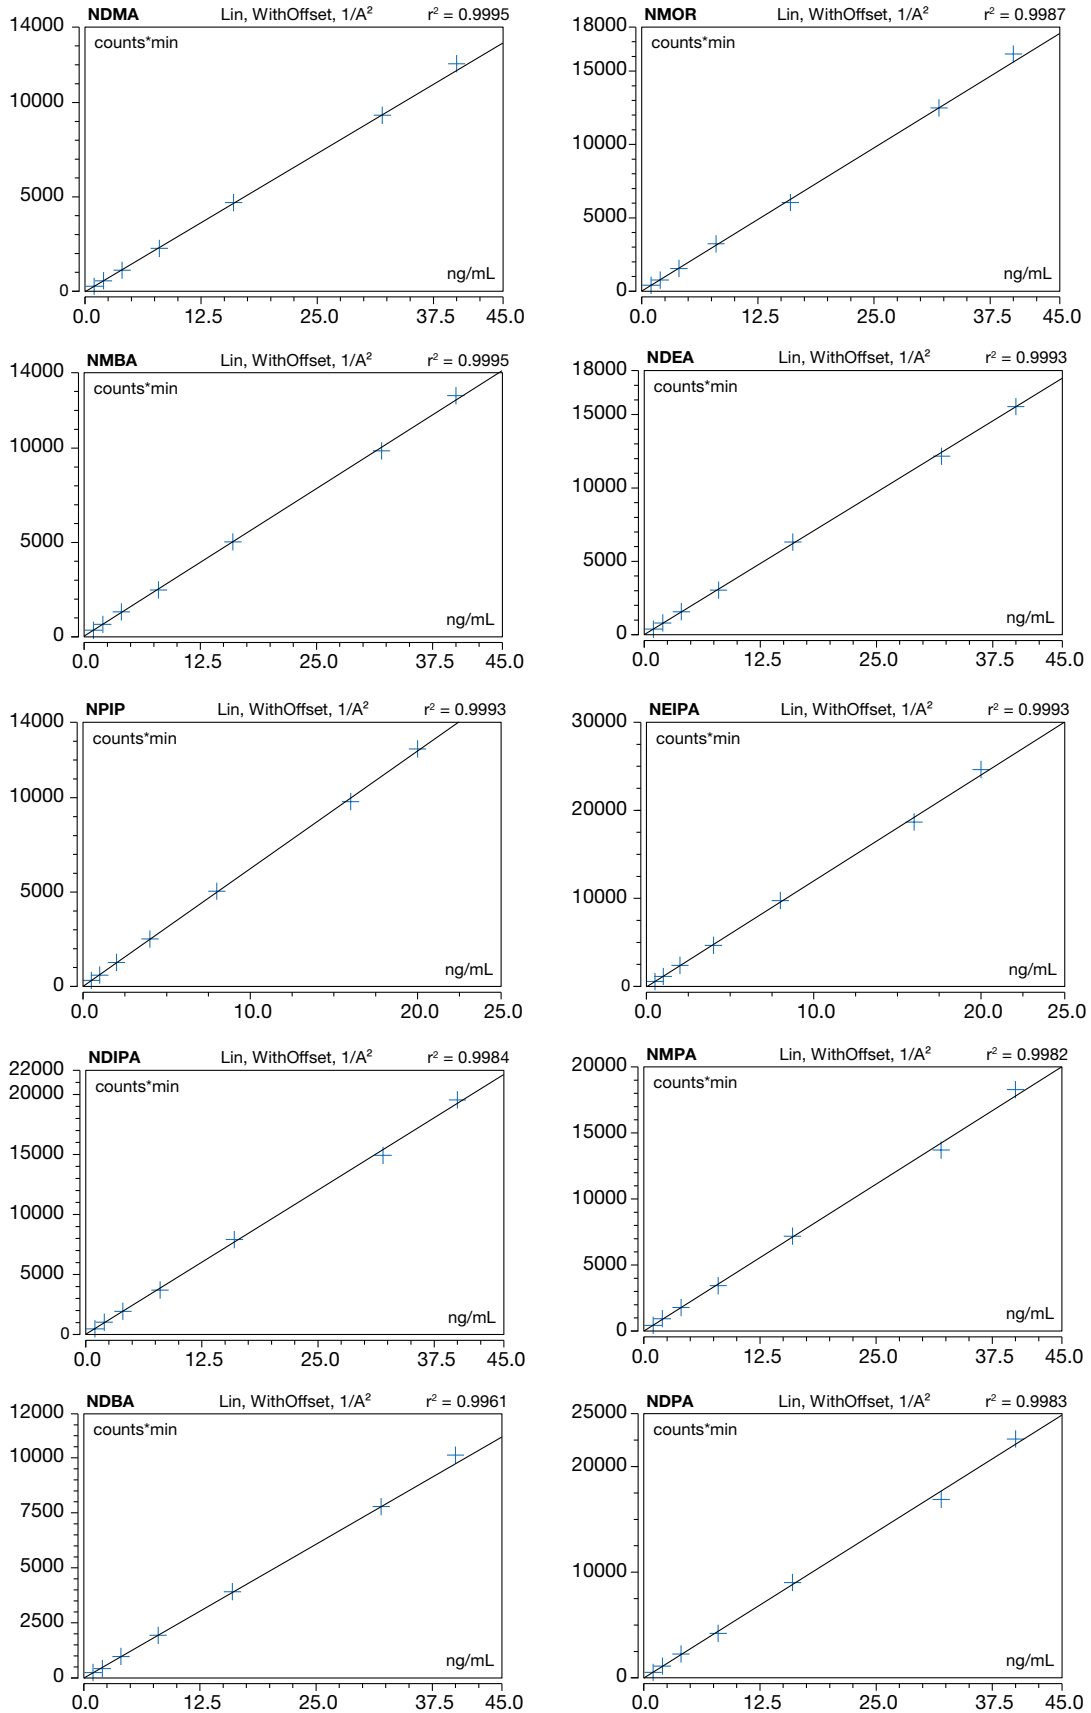 NDMA Lin, WithOffset, 1/A² r² = 0.9995
14000
counts*min
10000
5000
ng/mL
0
0.0 12.5 25.0 37.5 45.0
NMOR Lin, WithOffset, 1/A² r² = 0.9987
18000
counts*min
15000
10000
5000
ng/mL
0
0.0 12.5 25.0 37.5 45.0
NMBA Lin, WithOffset, 1/A² r² = 0.9995
14000
counts*min
10000
5000
ng/mL
0
0.0 12.5 25.0 37.5 45.0
NDEA Lin, WithOffset, 1/A² r² = 0.9993
18000
counts*min
15000
10000
5000
ng/mL
0
0.0 12.5 25.0 37.5 45.0
NPIP Lin, WithOffset, 1/A² r² = 0.9993
14000
counts*min
10000
5000
ng/mL
0
0.0 10.0 20.0 25.0
NEIPA Lin, WithOffset, 1/A² r² = 0.9993
30000
counts*min
20000
10000
ng/mL
0
0.0 10.0 20.0 25.0
NDIPA Lin, WithOffset, 1/A² r² = 0.9984
22000
counts*min
20000
15000
10000
5000
ng/mL
0
0.0 12.5 25.0 37.5 45.0
NMPA Lin, WithOffset, 1/A² r² = 0.9982
20000
counts*min
15000
10000
5000
ng/mL
0
0.0 12.5 25.0 37.5 45.0
NDBA Lin, WithOffset, 1/A² r² = 0.9961
12000
counts*min
10000
7500
5000
2500
ng/mL
0
0.0 12.5 25.0 37.5 45.0
NDPA Lin, WithOffset, 1/A² r² = 0.9983
25000
counts*min
20000
10000
ng/mL
0
0.0 12.5 25.0 37.5 45.0